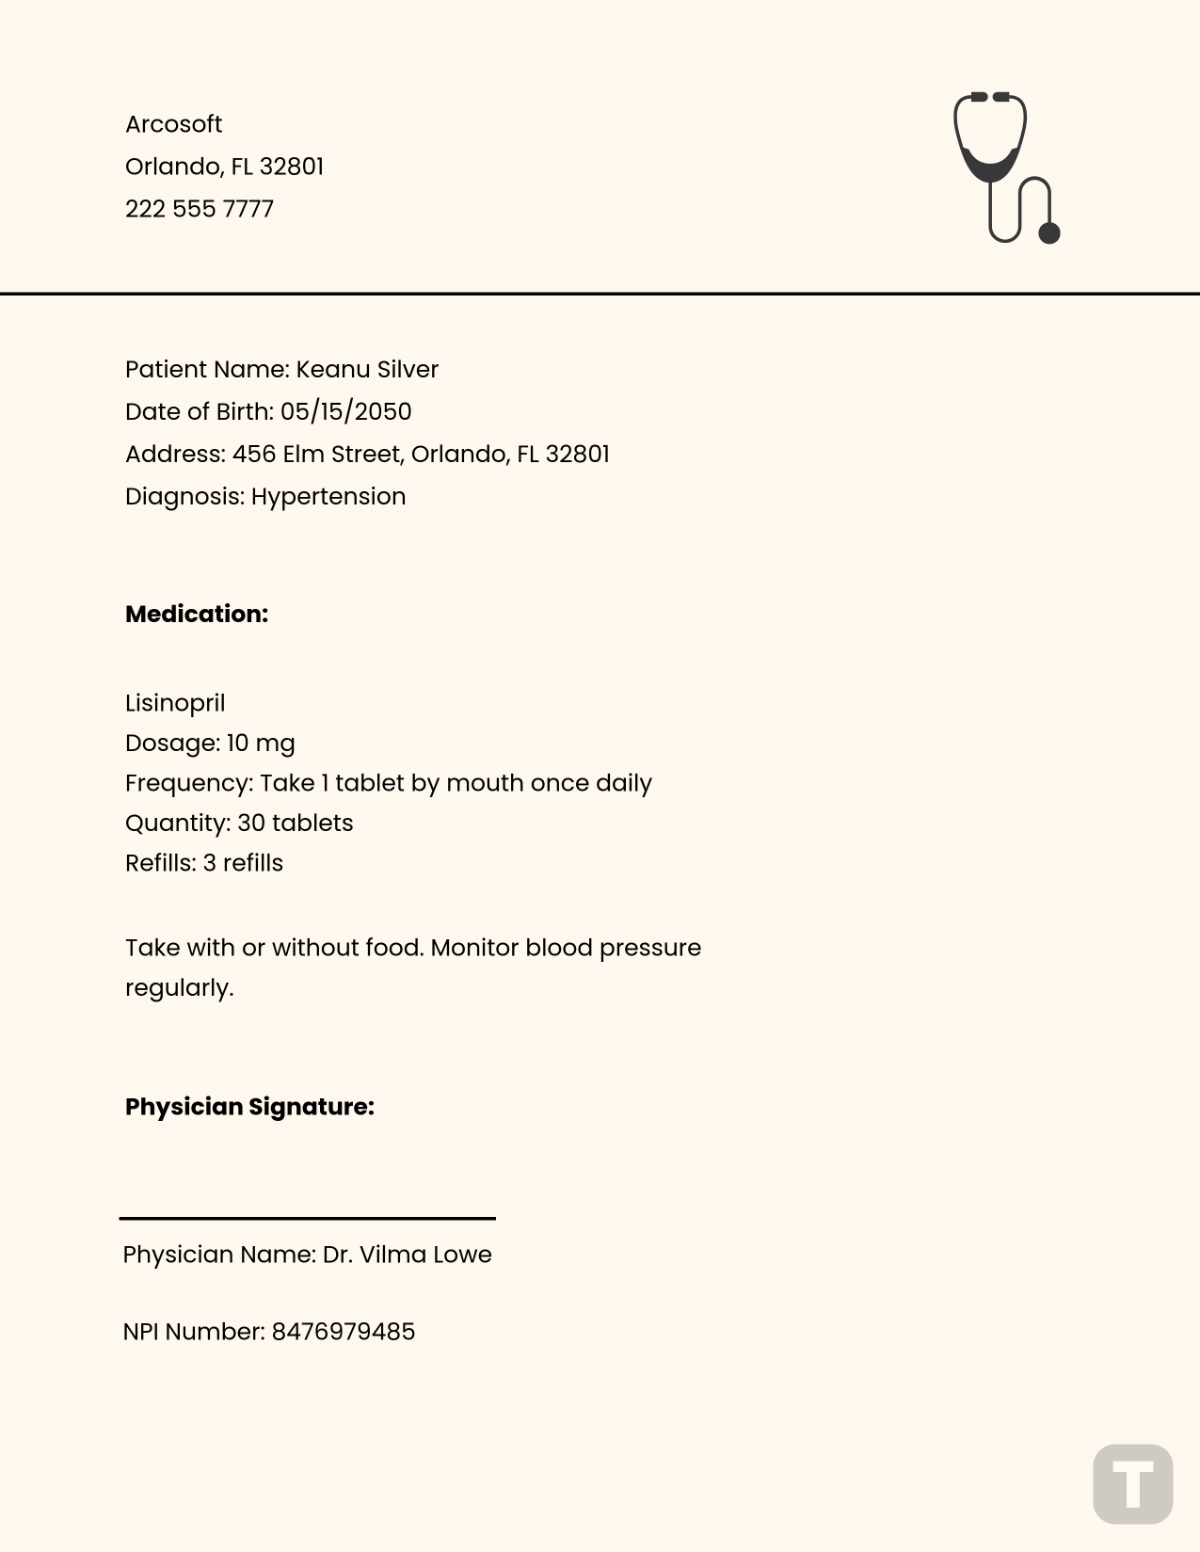 Arcosoft
Orlando, FL 32801
222 555 7777
Patient Name: Keanu Silver
Date of Birth: 05/15/2050
Address: 456 Elm Street, Orlando, FL 32801
Diagnosis: Hypertension
Medication:
Lisinopril
Dosage: 10 mg
Frequency: Take 1 tablet by mouth once daily
Quantity: 30 tablets
Refills: 3 refills
Take with or without food. Monitor blood pressure
regularly.
Physician Signature:
Physician Name: Dr. Vilma Lowe
NPI Number: 8476979485
T